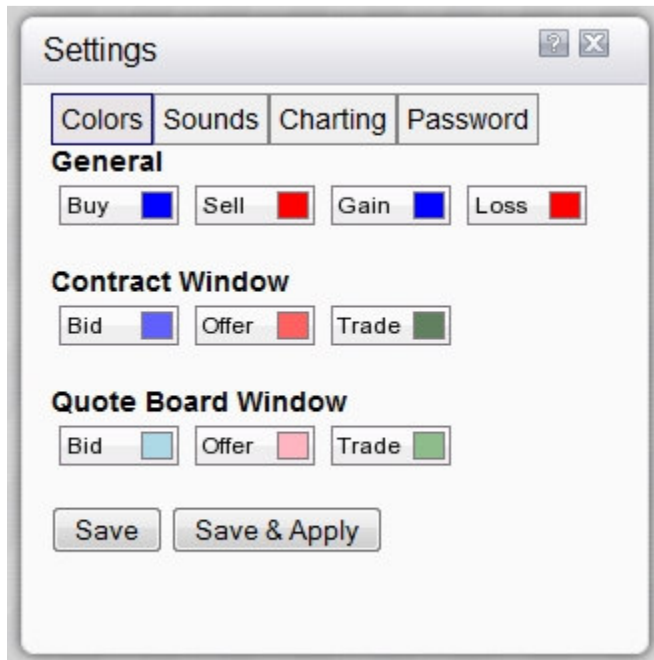 Settings
Colors Sounds Charting Password
General
Buy Sell Gain Loss
Contract Window
Bid Offer Trade
Quote Board Window
Bid Offer Trade
Save Save & Apply